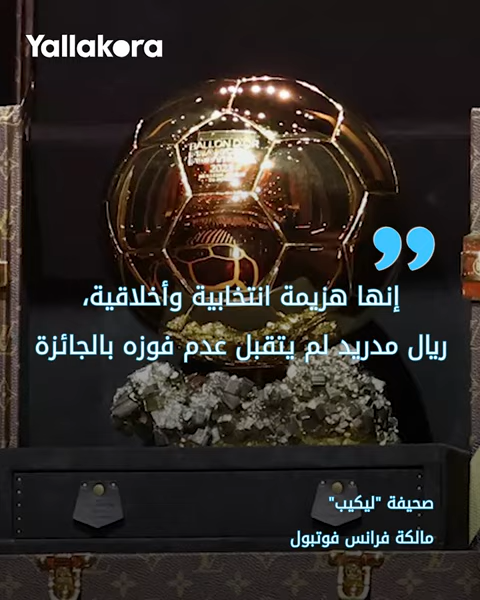 Yallakora
إنها هزيمة انتخابية وأخلاقية،
ريال مدريد لم يتقبل عدم فوزه بالجائزة
صحيفة "ليكيب"
مالكة فرانس فوتبول